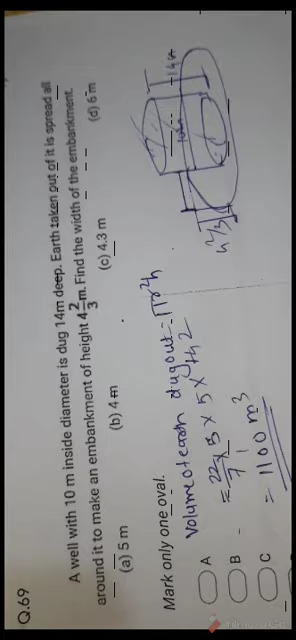 Q.69
A well with 10 m inside diameter is dug 14m deep. Earth taken out of it is spread all
around it to make an embankment of height 4 2/3 m. Find the width of the embankment.
(a) 5 m (b) 4 m (c) 4.3 m (d) 6 m
Mark only one oval.
A
B
C
Volume of earth dug out = πr²h
= 22/7 × 5 × 5 × 14 2
= 1100 m³